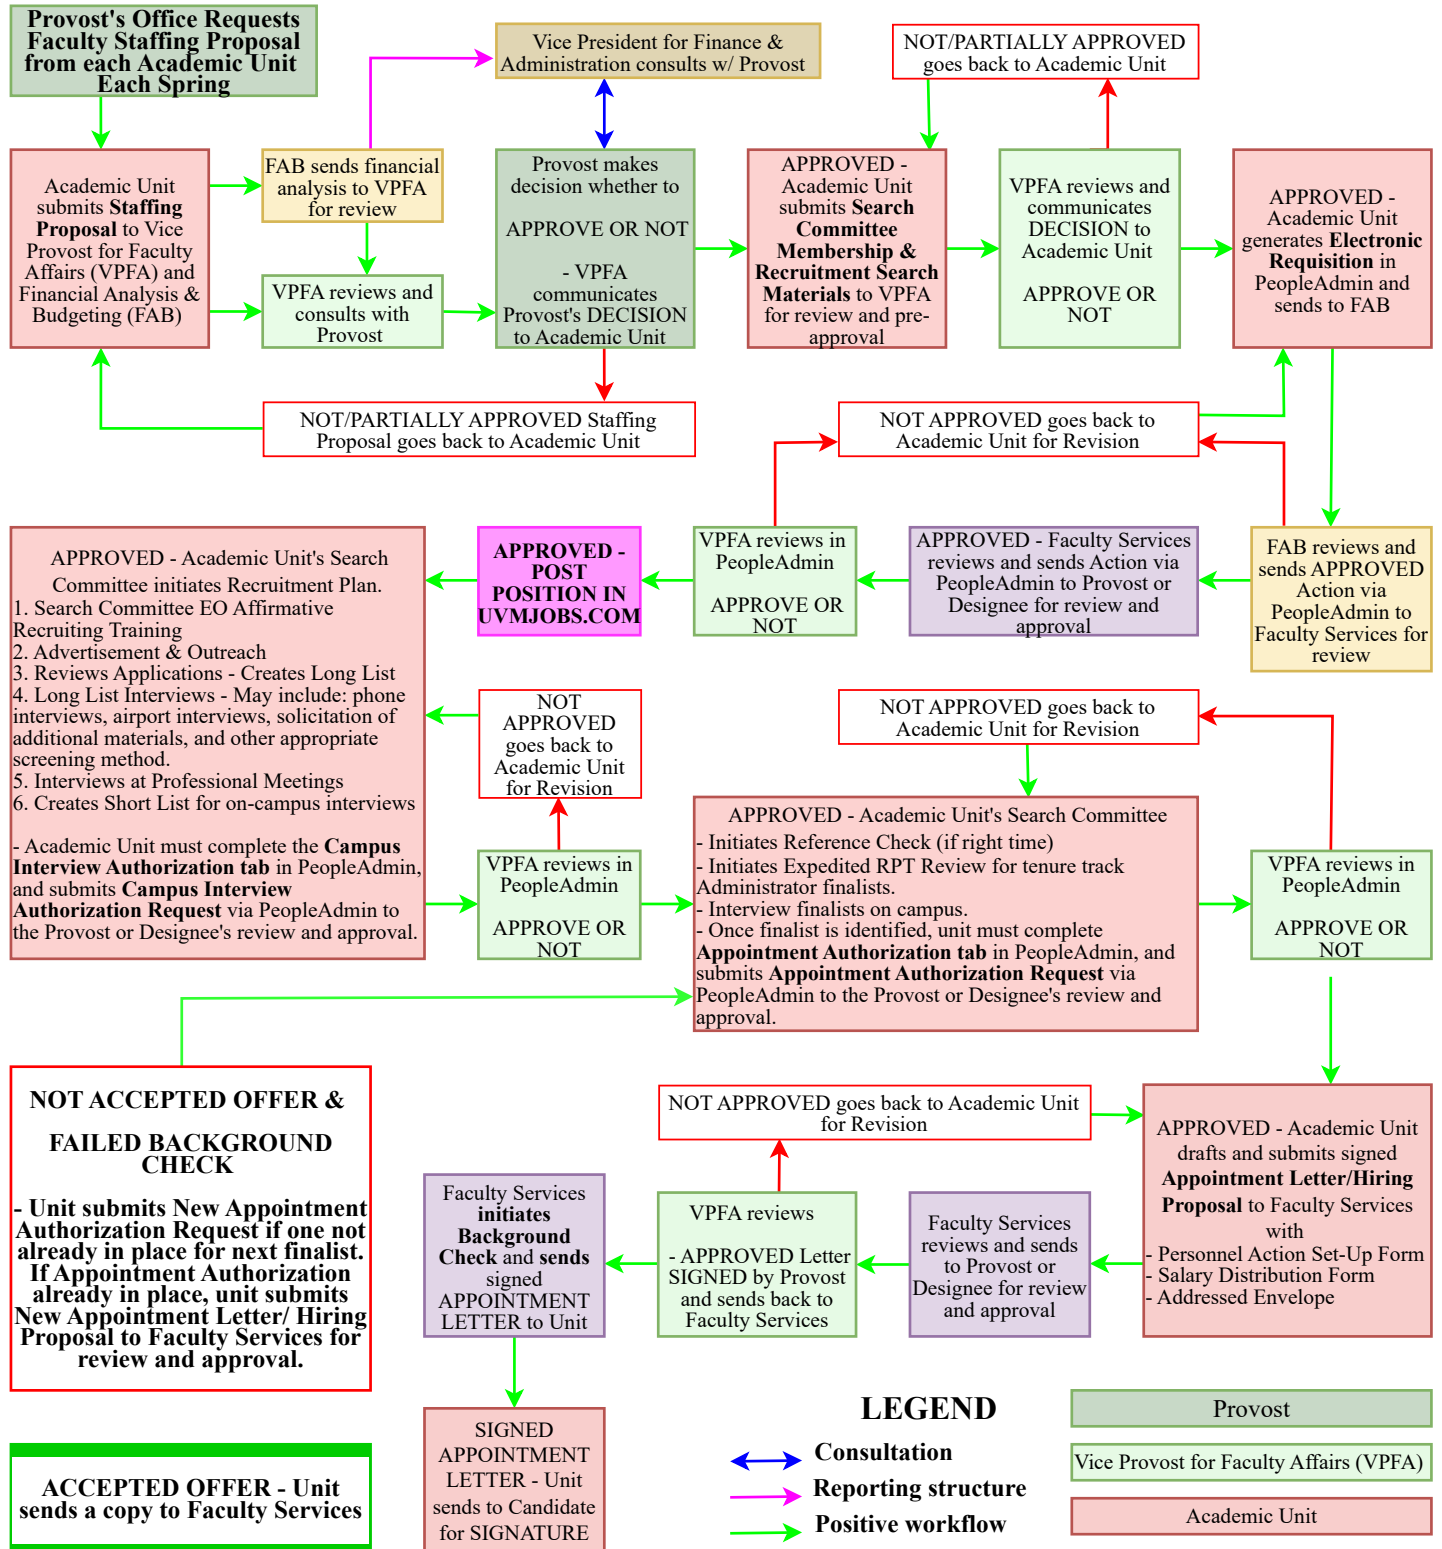 Provost's Office Requests
Faculty Staffing Proposal
from each Academic Unit
Each Spring
Vice President for Finance &
Administration consults w/ Provost
NOT/PARTIALLY APPROVED
goes back to Academic Unit
Academic Unit
submits Staffing
Proposal to Vice
Provost for Faculty
Affairs (VPFA) and
Financial Analysis &
Budgeting (FAB)
FAB sends financial
analysis to VPFA
for review
VPFA reviews and
consults with
Provost
Provost makes
decision whether to
APPROVE OR NOT
- VPFA
communicates
Provost's DECISION
to Academic Unit
APPROVED -
Academic Unit
submits Search
Committee
Membership &
Recruitment Search
Materials to VPFA
for review and pre-
approval
VPFA reviews and
communicates
DECISION to
Academic Unit
APPROVE OR
NOT
APPROVED -
Academic Unit
generates Electronic
Requisition in
PeopleAdmin and
sends to FAB
NOT/PARTIALLY APPROVED Staffing
Proposal goes back to Academic Unit
NOT APPROVED goes back to
Academic Unit for Revision
APPROVED - Academic Unit's Search
Committee initiates Recruitment Plan.
1. Search Committee EO Affirmative
Recruiting Training
2. Advertisement & Outreach
3. Reviews Applications - Creates Long List
4. Long List Interviews - May include: phone
interviews, airport interviews, solicitation of
additional materials, and other appropriate
screening method.
5. Interviews at Professional Meetings
6. Creates Short List for on-campus interviews
- Academic Unit must complete the Campus
Interview Authorization tab in PeopleAdmin,
and submits Campus Interview
Authorization Request via PeopleAdmin to
the Provost or Designee's review and approval.
APPROVED -
POST
POSITION IN
UVMJOBS.COM
VPFA reviews in
PeopleAdmin
APPROVE OR
NOT
APPROVED - Faculty Services
reviews and sends Action via
PeopleAdmin to Provost or
Designee for review and
approval
FAB reviews and
sends APPROVED
Action via
PeopleAdmin to
Faculty Services for
review
NOT
APPROVED
goes back to
Academic Unit
for Revision
NOT APPROVED goes back to
Academic Unit for Revision
VPFA reviews in
PeopleAdmin
APPROVE OR
NOT
APPROVED - Academic Unit's Search Committee
- Initiates Reference Check (if right time)
- Initiates Expedited RPT Review for tenure track
Administrator finalists.
- Interview finalists on campus.
- Once finalist is identified, unit must complete
Appointment Authorization tab in PeopleAdmin, and
submits Appointment Authorization Request via
PeopleAdmin to the Provost or Designee's review and
approval.
VPFA reviews in
PeopleAdmin
APPROVE OR
NOT
NOT ACCEPTED OFFER &
FAILED BACKGROUND
CHECK
- Unit submits New Appointment
Authorization Request if one not
already in place for next finalist.
If Appointment Authorization
already in place, unit submits
New Appointment Letter/ Hiring
Proposal to Faculty Services for
review and approval.
NOT APPROVED goes back to Academic Unit
for Revision
Faculty Services
initiates
Background
Check and sends
signed
APPOINTMENT
LETTER to Unit
VPFA reviews
- APPROVED Letter
SIGNED by Provost
and sends back to
Faculty Services
Faculty Services
reviews and sends
to Provost or
Designee for review
and approval
APPROVED - Academic Unit
drafts and submits signed
Appointment Letter/Hiring
Proposal to Faculty Services
with
- Personnel Action Set-Up Form
- Salary Distribution Form
- Addressed Envelope
ACCEPTED OFFER - Unit
sends a copy to Faculty Services
SIGNED
APPOINTMENT
LETTER - Unit
sends to Candidate
for SIGNATURE
LEGEND
Consultation
Reporting structure
Positive workflow
Provost
Vice Provost for Faculty Affairs (VPFA)
Academic Unit